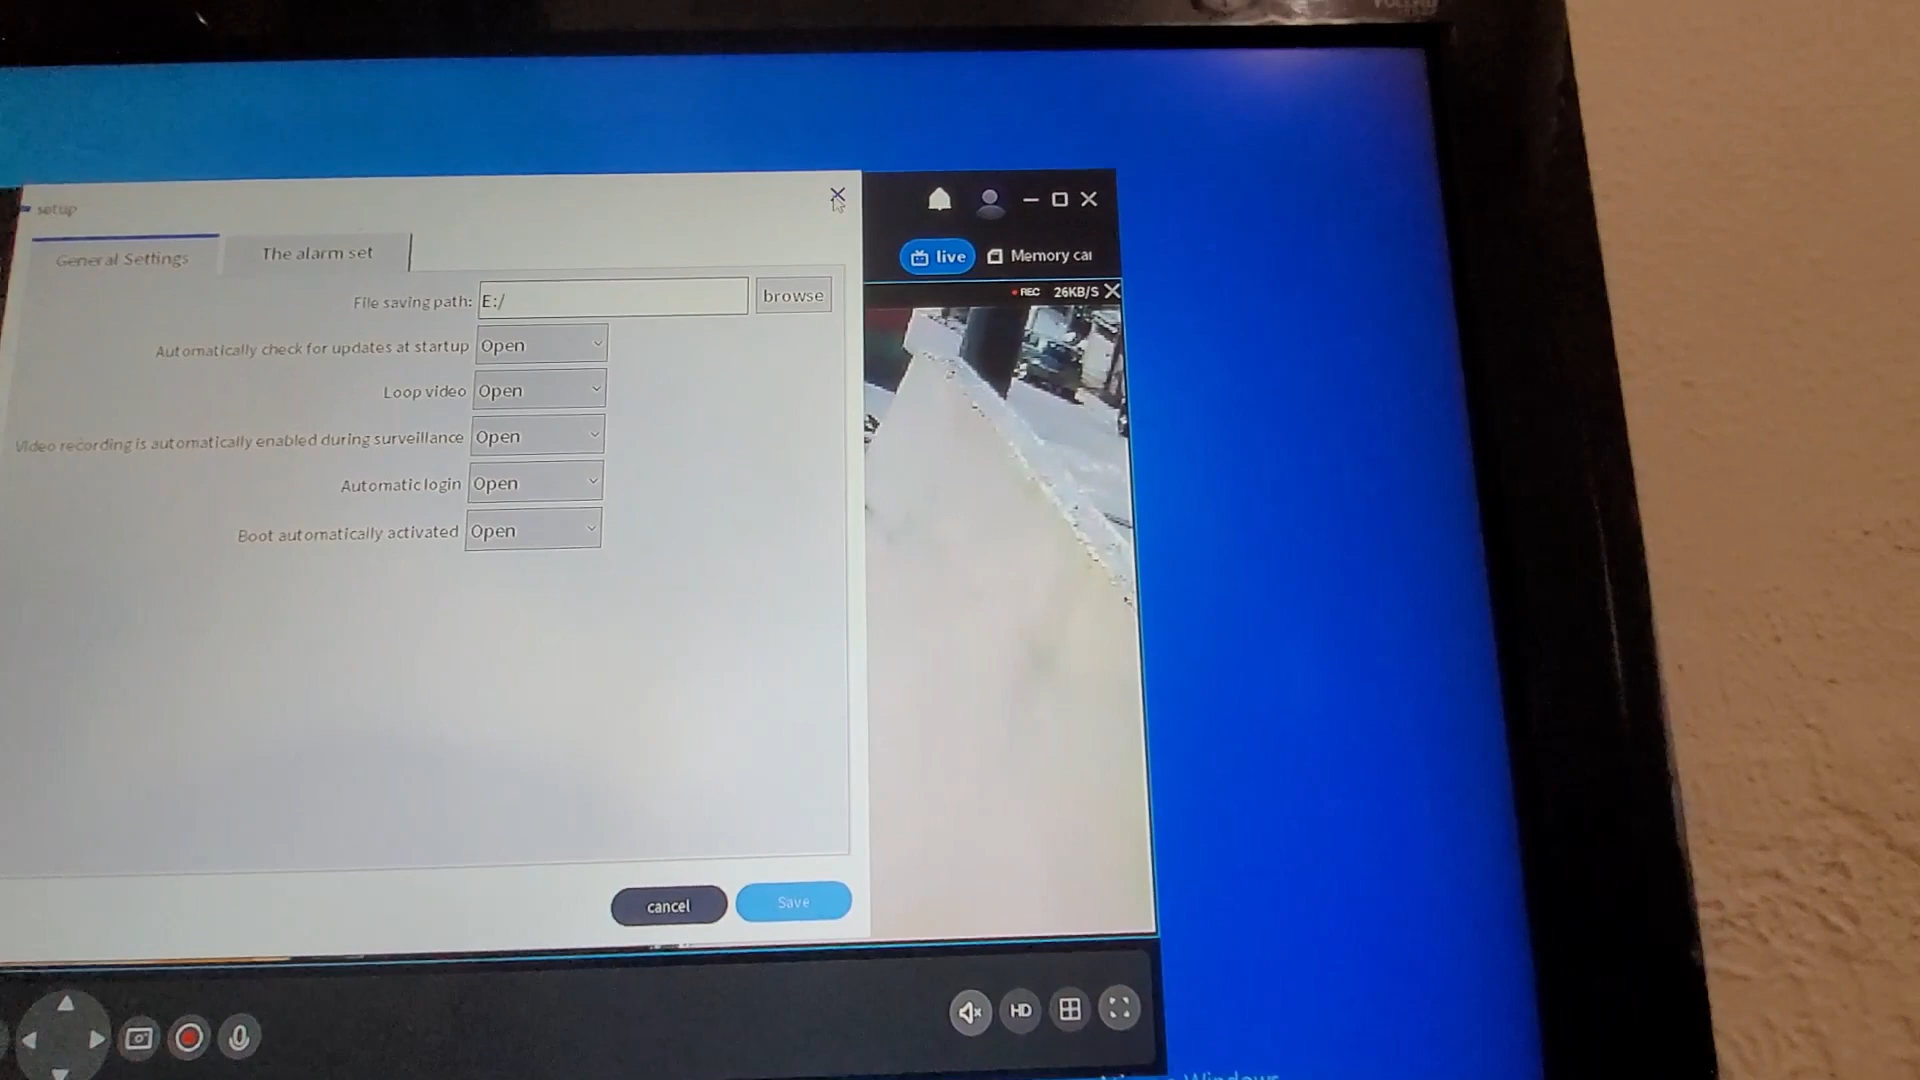 setup
General Settings
The alarm set
File saving path: E:/ browse
Automatically check for updates at startup Open
Loop video Open
Video recording is automatically enabled during surveillance Open
Automatic login Open
Boot automatically activated Open
cancel Save
live Memory car
REC 26KB/S
HD
Windows